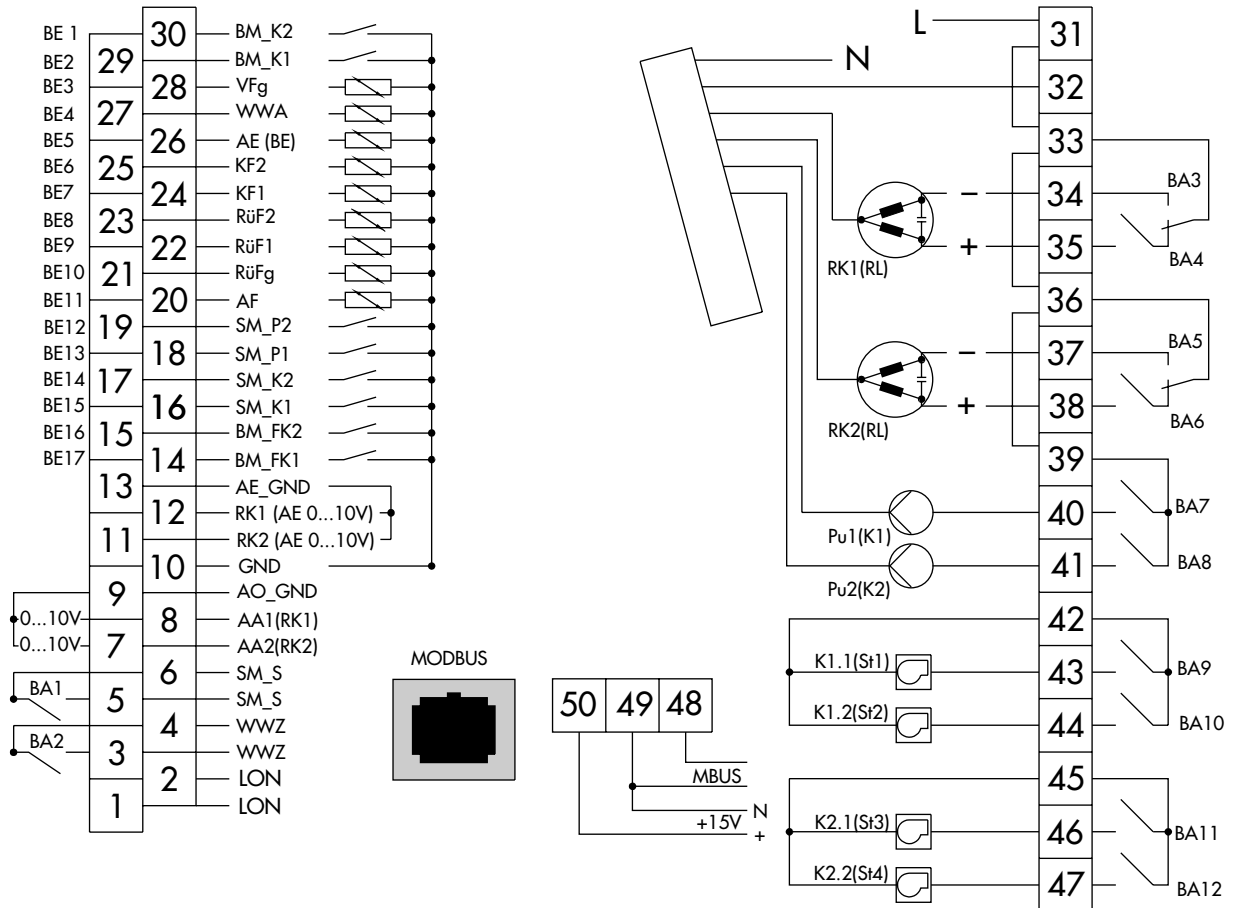 BE 1 30 BM_K2
BE2 29 BM_K1
BE3 28 VFg
BE4 27 WWA
BE5 26 AE (BE)
BE6 25 KF2
BE7 24 KF1
BE8 23 RüF2
BE9 22 RüF1
BE10 21 RüFg
BE11 20 AF
BE12 19 SM_P2
BE13 18 SM_P1
BE14 17 SM_K2
BE15 16 SM_K1
BE16 15 BM_FK2
BE17 14 BM_FK1
13 AE_GND
12 RK1 (AE 0...10V)
11 RK2 (AE 0...10V)
10 GND
9 AO_GND
0...10V 8 AA1(RK1)
0...10V 7 AA2(RK2)
6 SM_S
BA1 5 SM_S
4 WWZ
BA2 3 WWZ
2 LON
1 LON
MODBUS
50 49 48
MBUS
N
+15V +
L 31
N
32
33
− 34 BA3
+ 35 BA4
RK1(RL)
36
− 37 BA5
+ 38 BA6
RK2(RL)
39
40 BA7
Pu1(K1)
41 BA8
Pu2(K2)
42
K1.1(St1) 43 BA9
K1.2(St2) 44 BA10
45
K2.1(St3) 46 BA11
K2.2(St4) 47 BA12